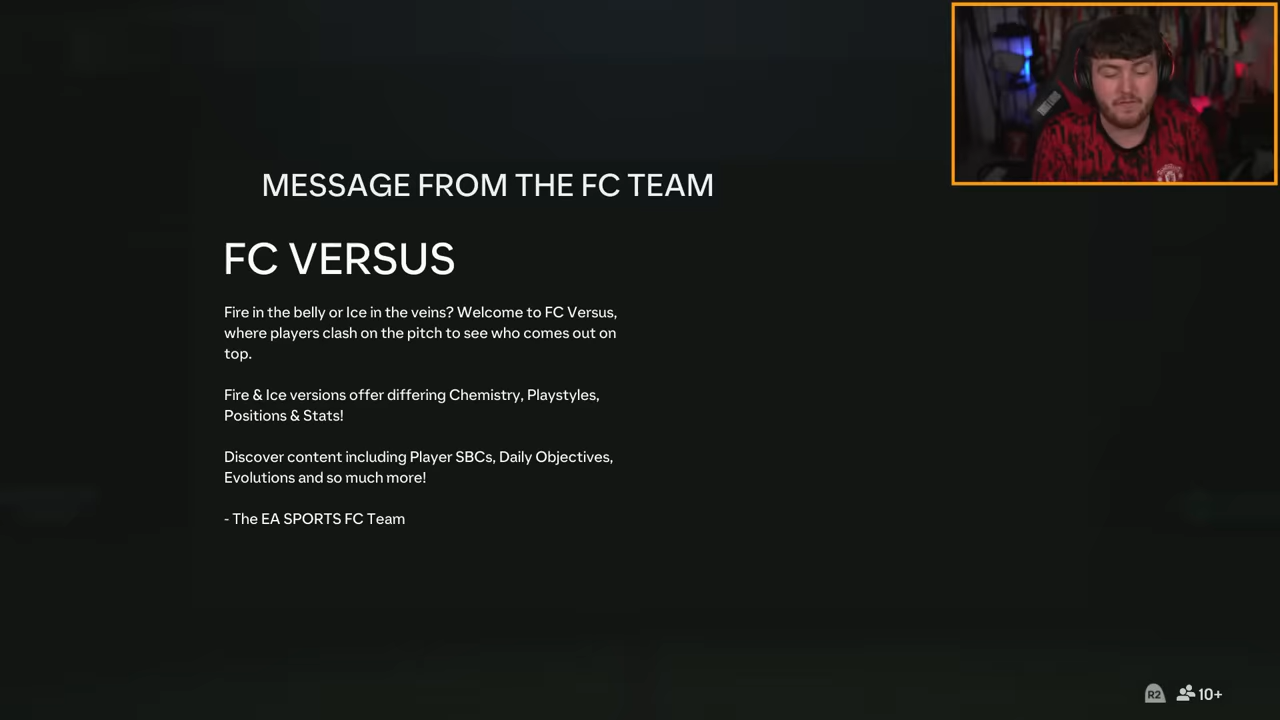 MESSAGE FROM THE FC TEAM
FC VERSUS
Fire in the belly or Ice in the veins? Welcome to FC Versus,
where players clash on the pitch to see who comes out on
top.
Fire & Ice versions offer differing Chemistry, Playstyles,
Positions & Stats!
Discover content including Player SBCs, Daily Objectives,
Evolutions and so much more!
- The EA SPORTS FC Team
R2
10+